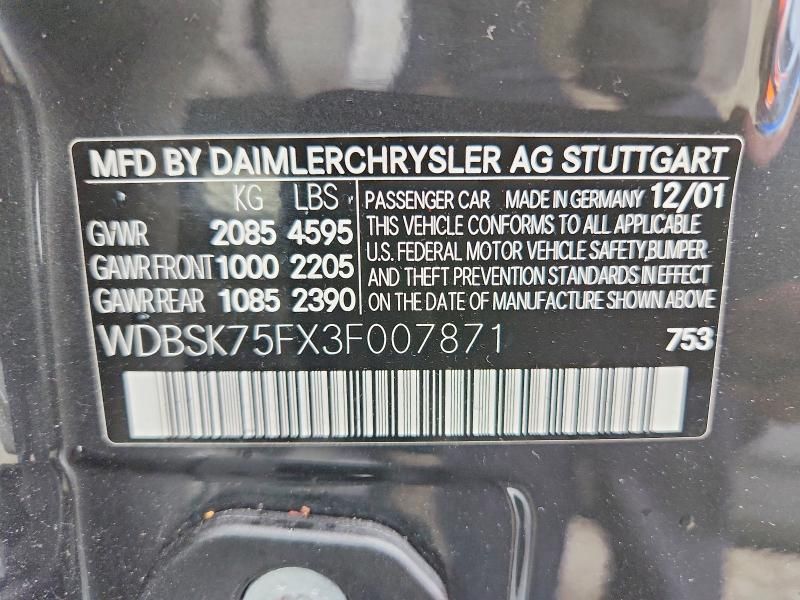 MFD BY DAIMLERCHRYSLER AG STUTTGART
KG LBS
GVWR 2085 4595
GAWR FRONT 1000 2205
GAWR REAR 1085 2390
PASSENGER CAR MADE IN GERMANY 12/01
THIS VEHICLE CONFORMS TO ALL APPLICABLE
U.S. FEDERAL MOTOR VEHICLE SAFETY,BUMPER
AND THEFT PREVENTION STANDARDS IN EFFECT
ON THE DATE OF MANUFACTURE SHOWN ABOVE
WDBSK75FX3F007871 753